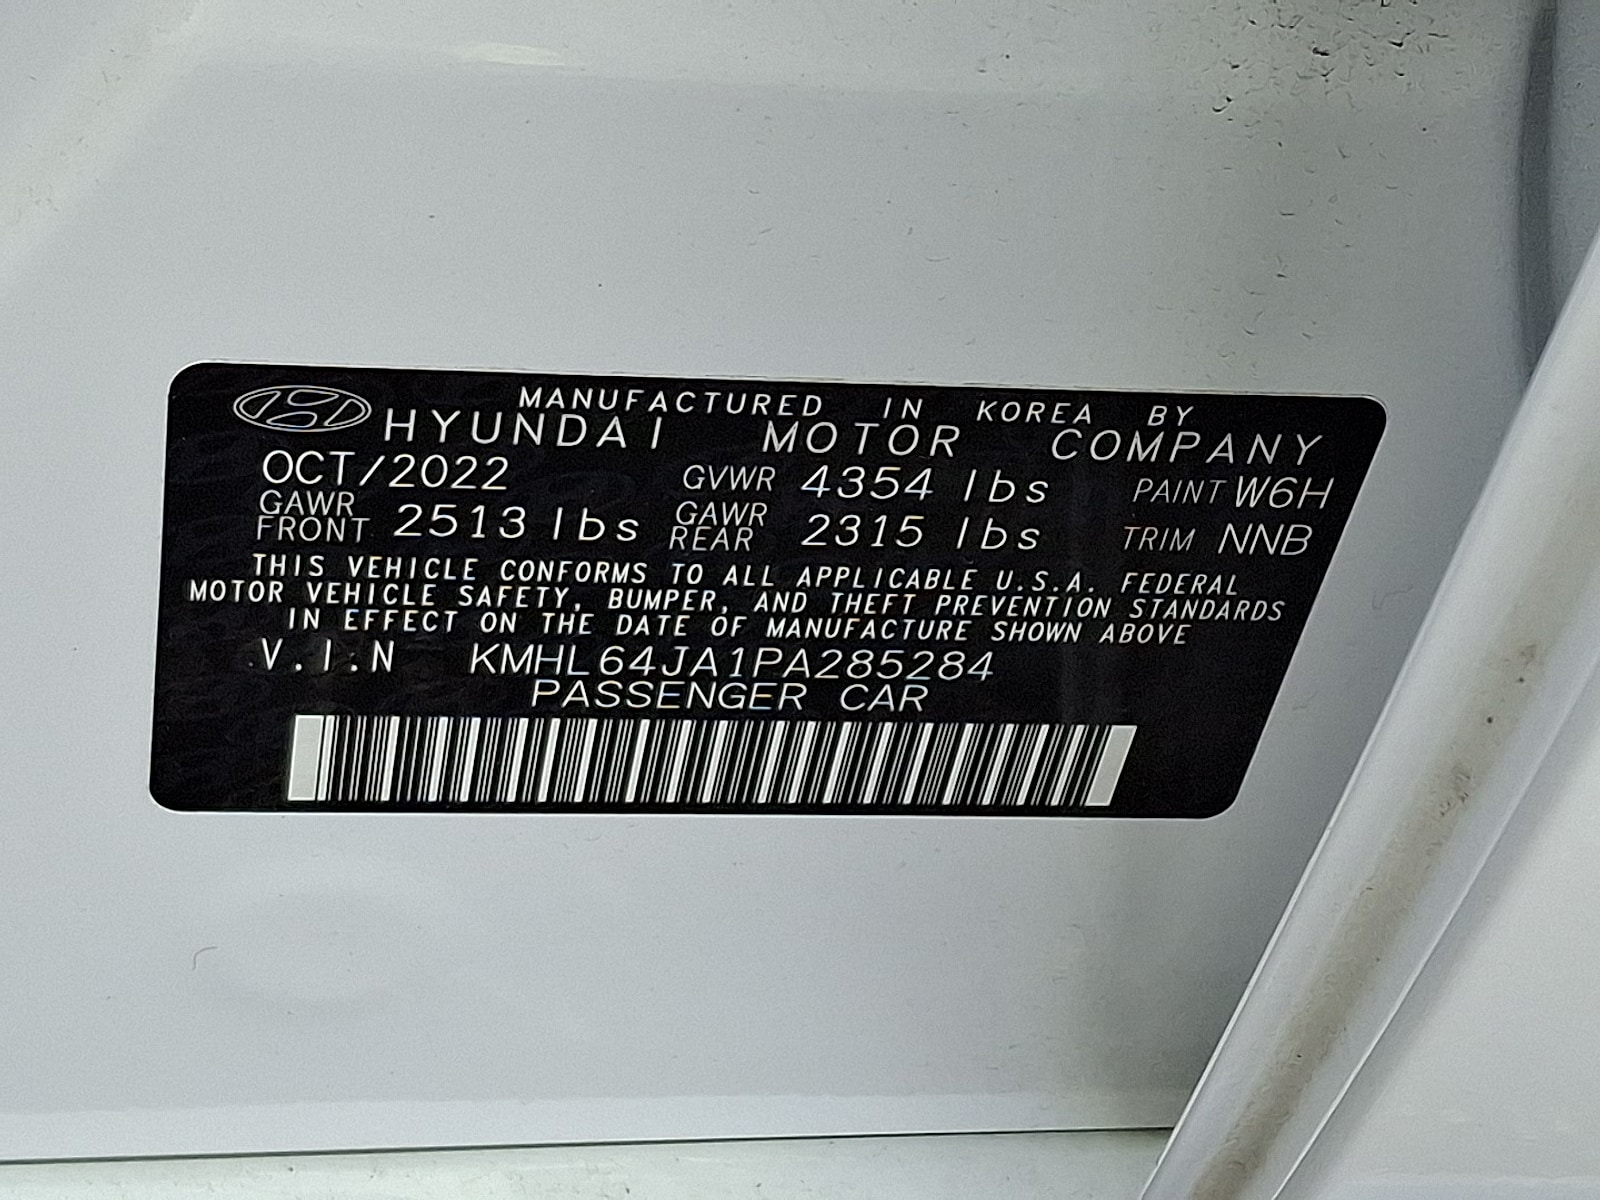 MANUFACTURED IN KOREA BY
HYUNDAI MOTOR COMPANY
OCT/2022 GVWR 4354 lbs PAINT W6H
GAWR FRONT 2513 lbs GAWR REAR 2315 lbs TRIM NNB
THIS VEHICLE CONFORMS TO ALL APPLICABLE U.S.A. FEDERAL
MOTOR VEHICLE SAFETY, BUMPER, AND THEFT PREVENTION STANDARDS
IN EFFECT ON THE DATE OF MANUFACTURE SHOWN ABOVE
V.I.N KMHL64JA1PA285284
PASSENGER CAR